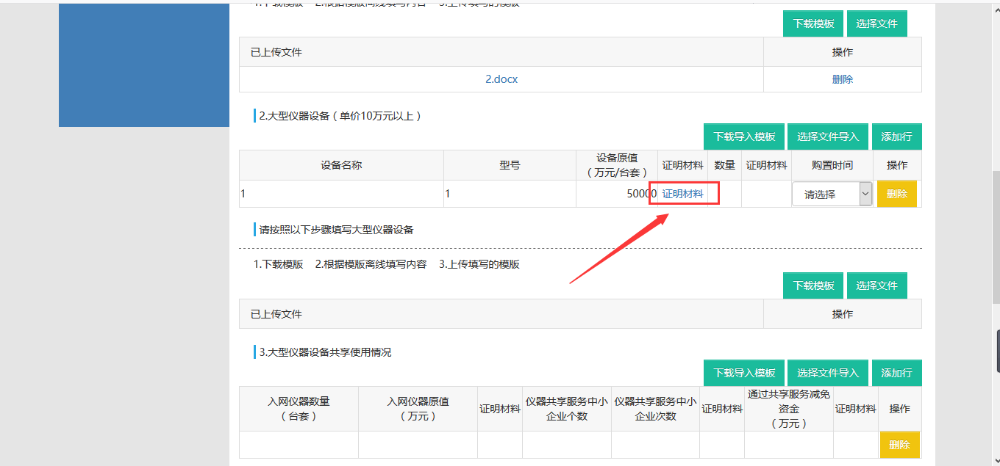 1.下载模版 2.根据模版离线填写内容 3.上传填写的模版
下载模板 选择文件
已上传文件 操作
2.docx 删除
2.大型仪器设备（单价10万元以上）
下载导入模板 选择文件导入 添加行
设备名称 型号 设备原值（万元/台套） 证明材料 数量 证明材料 购置时间 操作
1 1 50000 证明材料 请选择 删除
请按照以下步骤填写大型仪器设备
1.下载模版 2.根据模版离线填写内容 3.上传填写的模版
下载模板 选择文件
已上传文件 操作
3.大型仪器设备共享使用情况
下载导入模板 选择文件导入 添加行
入网仪器数量（台套） 入网仪器原值（万元） 证明材料 仪器共享服务中小企业个数 仪器共享服务中小企业次数 证明材料 通过共享服务减免资金（万元） 证明材料 操作
删除